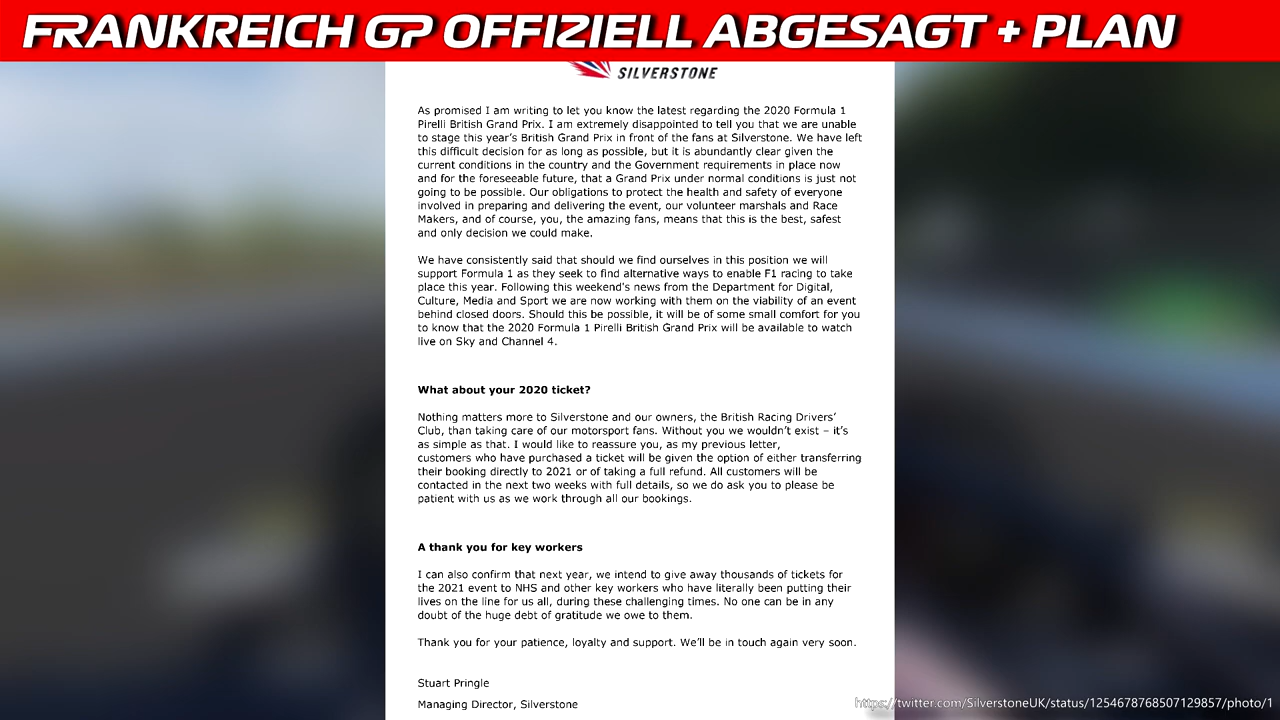 FRANKREICH GP OFFIZIELL ABGESAGT + PLAN
SILVERSTONE
As promised I am writing to let you know the latest regarding the 2020 Formula 1
Pirelli British Grand Prix. I am extremely disappointed to tell you that we are unable
to stage this year's British Grand Prix in front of the fans at Silverstone. We have left
this difficult decision for as long as possible, but it is abundantly clear given the
current conditions in the country and the Government requirements in place now
and for the foreseeable future, that a Grand Prix under normal conditions is just not
going to be possible. Our obligations to protect the health and safety of everyone
involved in preparing and delivering the event, our volunteer marshals and Race
Makers, and of course, you, the amazing fans, means that this is the best, safest
and only decision we could make.
We have consistently said that should we find ourselves in this position we will
support Formula 1 as they seek to find alternative ways to enable F1 racing to take
place this year. Following this weekend's news from the Department for Digital,
Culture, Media and Sport we are now working with them on the viability of an event
behind closed doors. Should this be possible, it will be of some small comfort for you
to know that the 2020 Formula 1 Pirelli British Grand Prix will be available to watch
live on Sky and Channel 4.
What about your 2020 ticket?
Nothing matters more to Silverstone and our owners, the British Racing Drivers'
Club, than taking care of our motorsport fans. Without you we wouldn't exist – it's
as simple as that. I would like to reassure you, as my previous letter,
customers who have purchased a ticket will be given the option of either transferring
their booking directly to 2021 or of taking a full refund. All customers will be
contacted in the next two weeks with full details, so we do ask you to please be
patient with us as we work through all our bookings.
A thank you for key workers
I can also confirm that next year, we intend to give away thousands of tickets for
the 2021 event to NHS and other key workers who have literally been putting their
lives on the line for us all, during these challenging times. No one can be in any
doubt of the huge debt of gratitude we owe to them.
Thank you for your patience, loyalty and support. We'll be in touch again very soon.
Stuart Pringle
Managing Director, Silverstone
https://twitter.com/SilverstoneUK/status/1254678768507129857/photo/1